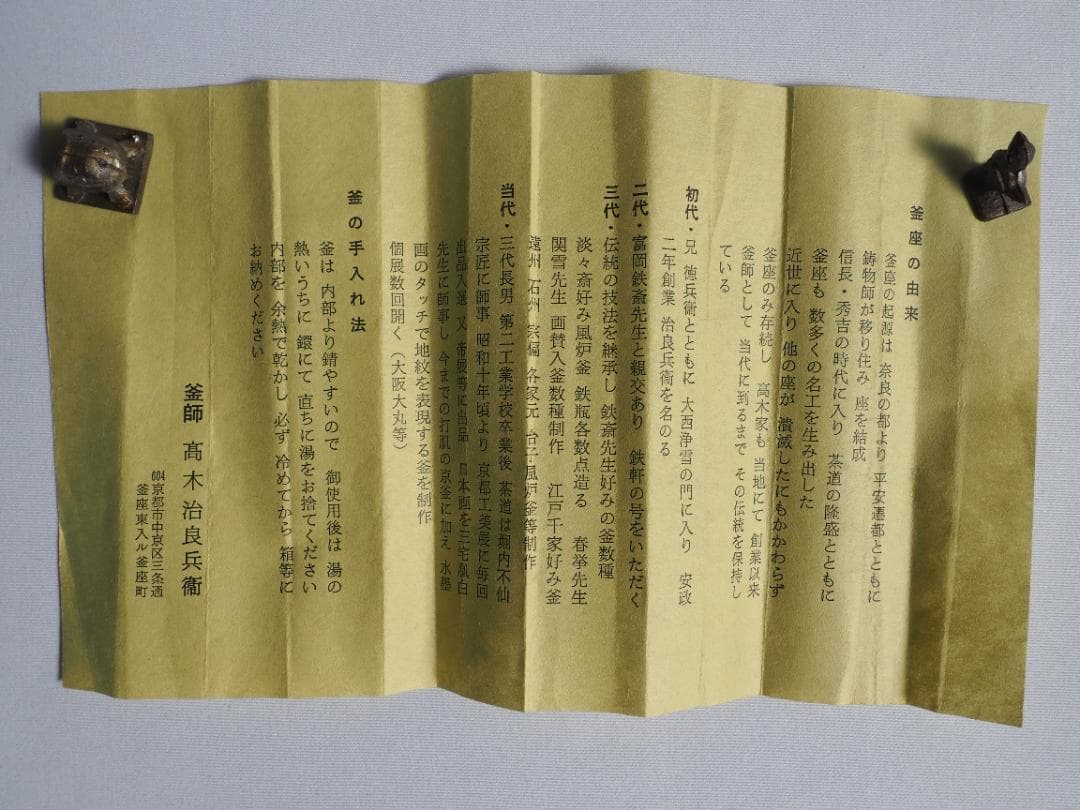 釜座の由来
釜座の起源は 奈良の都より 平安遷都とともに
鋳物師が移り住み 座を結成
信長・秀吉の時代に入り 茶道の隆盛とともに
釜座も 数多くの名工を生み出した
近世に入り 他の座が 潰滅したにもかかわらず
釜座のみ存続し 髙木家も 当地にて 創業以来
釜師として 当代に到るまで その伝統を保持し
ている
初代・兄 徳兵衛とともに 大西浄雪の門に入り 安政
二年創業 治良兵衞を名のる
二代・富岡鉄斎先生と親交あり 鉄軒の号をいただく
三代・伝統の技法を継承し 鉄斎先生好みの釜数種
淡々斎好み風炉釜 鉄瓶各数点造る 春挙先生
関雪先生 画賛入釜数種制作 江戸千家好み釜
遠州 石州 宗偏 各家元 台子風炉釜等制作
当代・三代長男 第二工業学校卒業後 茶道は堀内不仙
宗匠に師事 昭和十年頃より 京都工美展に毎回
出品入選 又 帝展等に出品 日本画を三宅凰白
先生に師事し 今までの打肌の京釜に加え 水墨
画のタッチで地紋を表現する釜を制作
個展数回開く（大阪大丸等）
釜の手入れ法
釜は 内部より錆やすいので 御使用後は 湯の
熱いうちに 鐶にて 直ちに湯をお捨てください
内部を 余熱で乾かし 必ず 冷めてから 箱等に
お納めください
釜師 髙木治良兵衞
604京都市中京区三条通
釜座東入ル釜座町